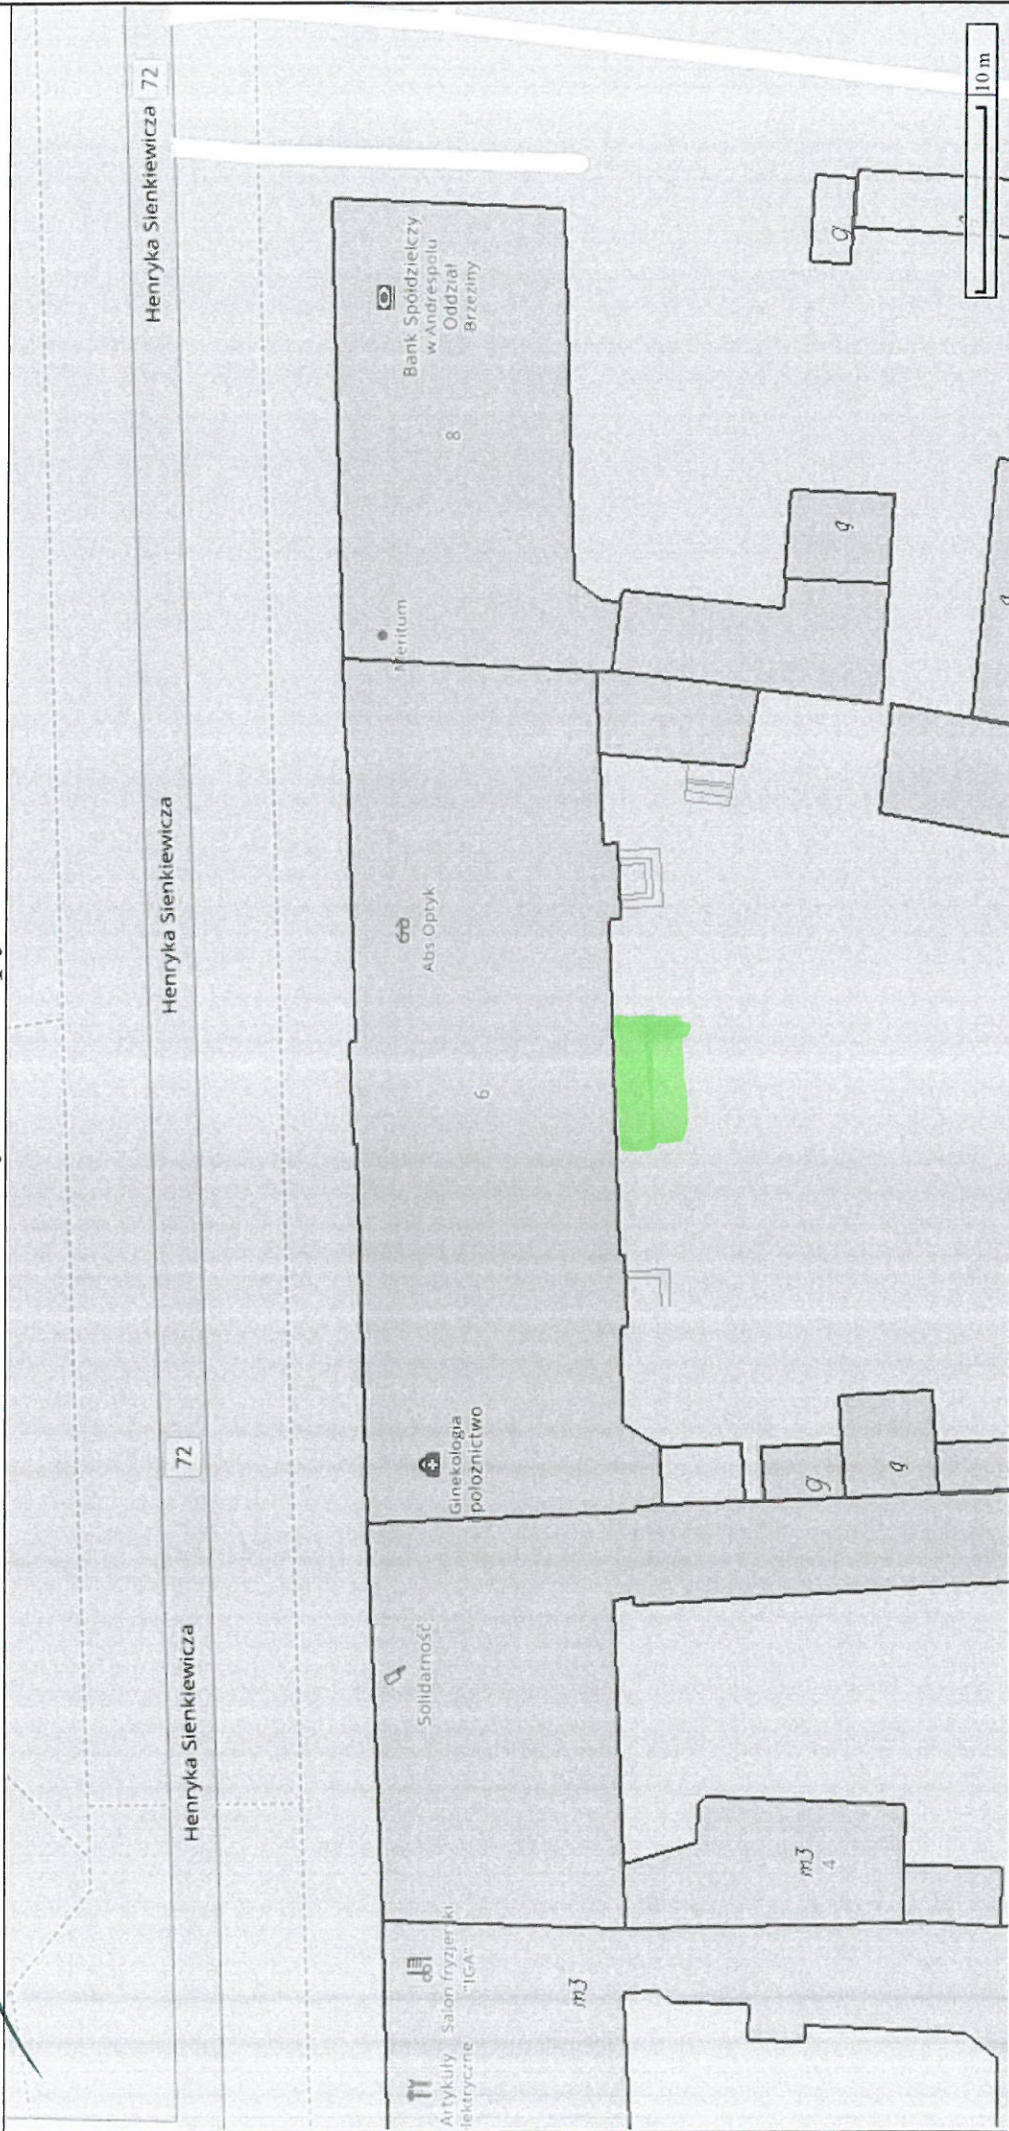 Henryka Sienkiewicza
72
Henryka Sienkiewicza
72
Henryka Sienkiewicza
Artykuły
elektryczne
Salon fryzjerski
"IGA"
m3
Solidarność
m3
4
Ginekologia
i położnictwo
g
g
6
Abs Optyk
Meritum
8
Bank Spółdzielczy
w Andrespolu
Oddział
Brzeziny
g
g
g
10 m